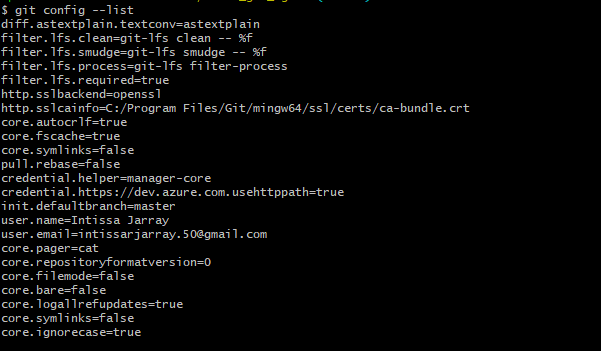 $ git config --list
diff.astextplain.textconv=astextplain
filter.lfs.clean=git-lfs clean -- %f
filter.lfs.smudge=git-lfs smudge -- %f
filter.lfs.process=git-lfs filter-process
filter.lfs.required=true
http.sslbackend=openssl
http.sslcainfo=C:/Program Files/Git/mingw64/ssl/certs/ca-bundle.crt
core.autocrlf=true
core.fscache=true
core.symlinks=false
pull.rebase=false
credential.helper=manager-core
credential.https://dev.azure.com.usehttppath=true
init.defaultbranch=master
user.name=Intissa Jarray
user.email=intissarjarray.50@gmail.com
core.pager=cat
core.repositoryformatversion=0
core.filemode=false
core.bare=false
core.logallrefupdates=true
core.symlinks=false
core.ignorecase=true